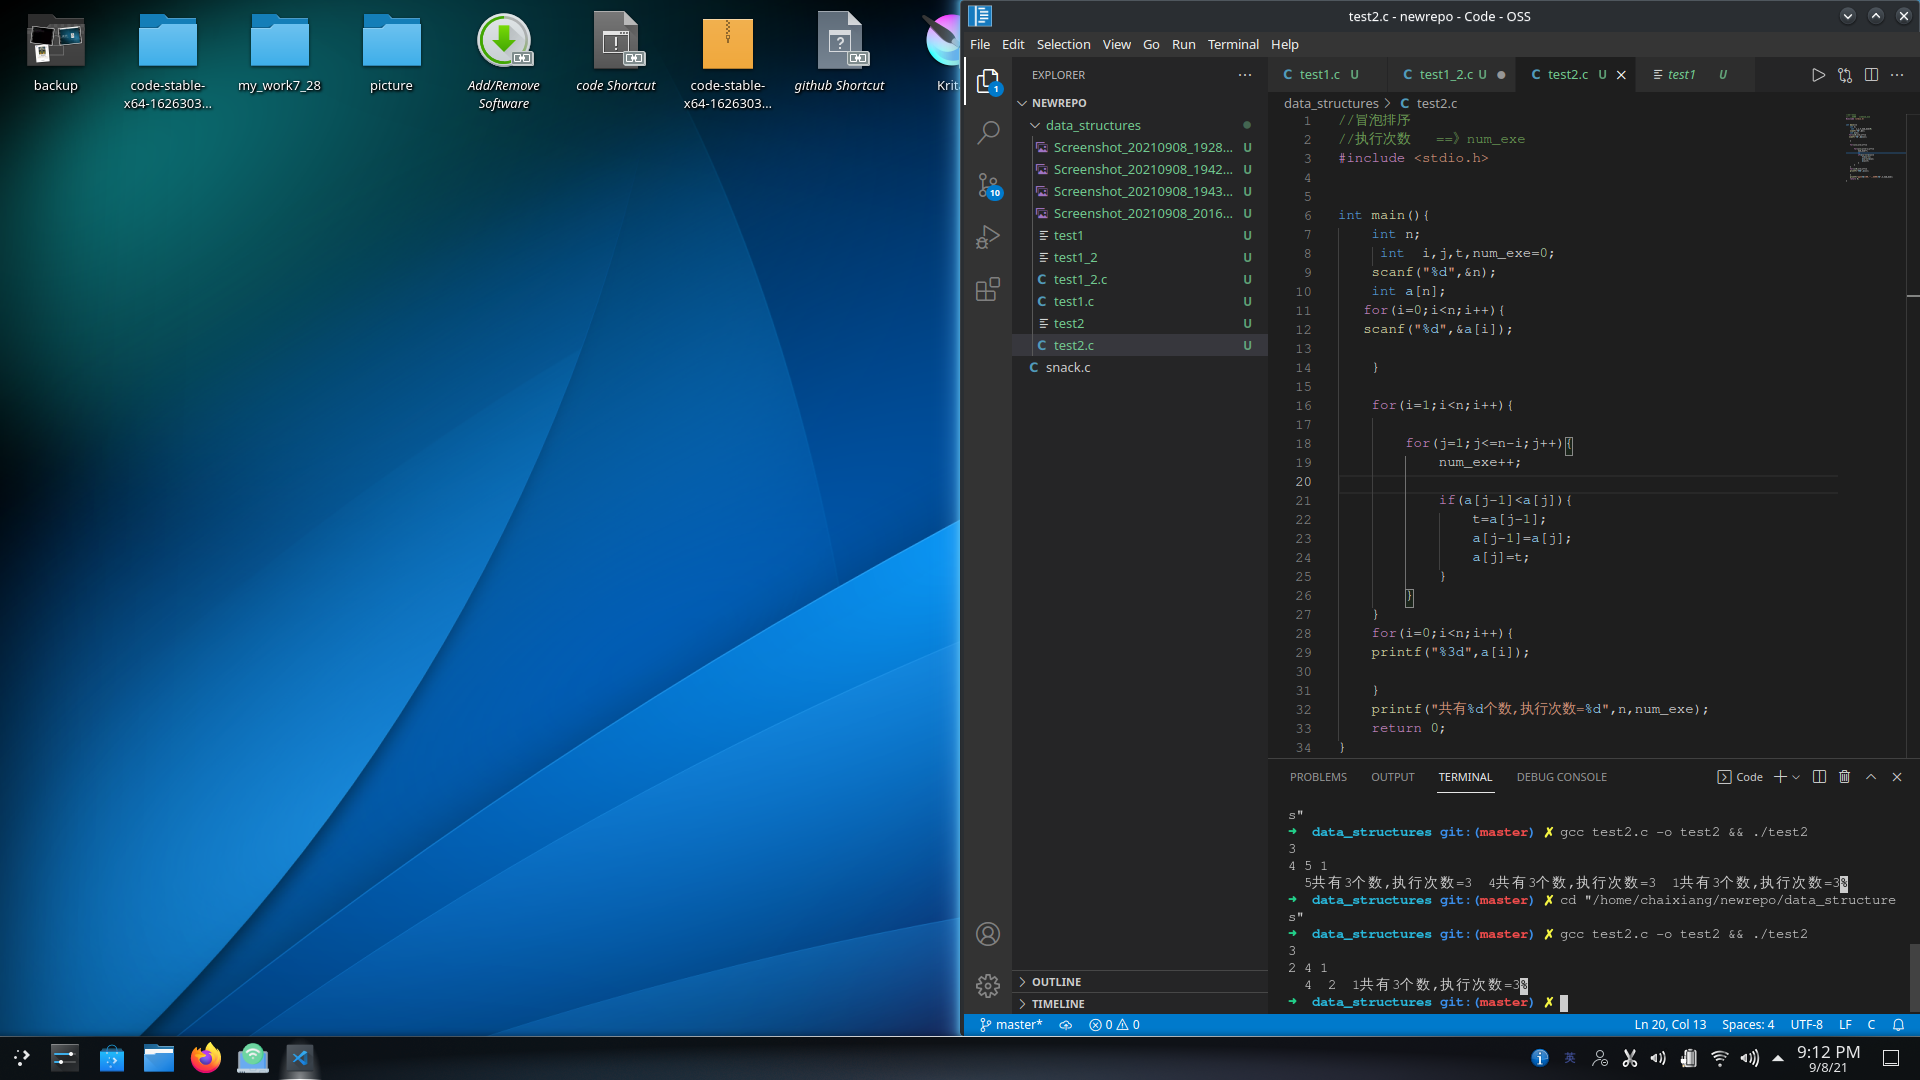 backup
code-stable-x64-1626303...
my_work7_28
picture
Add/Remove Software
code Shortcut
code-stable-x64-1626303...
github Shortcut
Krit
test2.c - newrepo - Code - OSS
File Edit Selection View Go Run Terminal Help
EXPLORER
NEWREPO
data_structures
Screenshot_20210908_1928... U
Screenshot_20210908_1942... U
Screenshot_20210908_1943... U
Screenshot_20210908_2016... U
test1 U
test1_2 U
C test1_2.c U
C test1.c U
test2 U
C test2.c U
C snack.c
OUTLINE
TIMELINE
1
10
C test1.c U C test1_2.c U C test2.c U test1 U
data_structures > C test2.c
1 //冒泡排序
2 //执行次数 ==》num_exe
3 #include <stdio.h>
4
5
6 int main(){
7 int n;
8 int i,j,t,num_exe=0;
9 scanf("%d",&n);
10 int a[n];
11 for(i=0;i<n;i++){
12 scanf("%d",&a[i]);
13
14 }
15
16 for(i=1;i<n;i++){
17
18 for(j=1;j<=n-i;j++){
19 num_exe++;
20
21 if(a[j-1]<a[j]){
22 t=a[j-1];
23 a[j-1]=a[j];
24 a[j]=t;
25 }
26 }
27 }
28 for(i=0;i<n;i++){
29 printf("%3d",a[i]);
30
31 }
32 printf("共有%d个数,执行次数=%d",n,num_exe);
33 return 0;
34 }
PROBLEMS OUTPUT TERMINAL DEBUG CONSOLE Code
s"
➜ data_structures git:(master) ✗ gcc test2.c -o test2 && ./test2
3
4 5 1
5共有3个数,执行次数=3 4共有3个数,执行次数=3 1共有3个数,执行次数=3%
➜ data_structures git:(master) ✗ cd "/home/chaixiang/newrepo/data_structure
s"
➜ data_structures git:(master) ✗ gcc test2.c -o test2 && ./test2
3
2 4 1
4 2 1共有3个数,执行次数=3%
➜ data_structures git:(master) ✗
master* 0 0 Ln 20, Col 13 Spaces: 4 UTF-8 LF C
英
9:12 PM
9/8/21